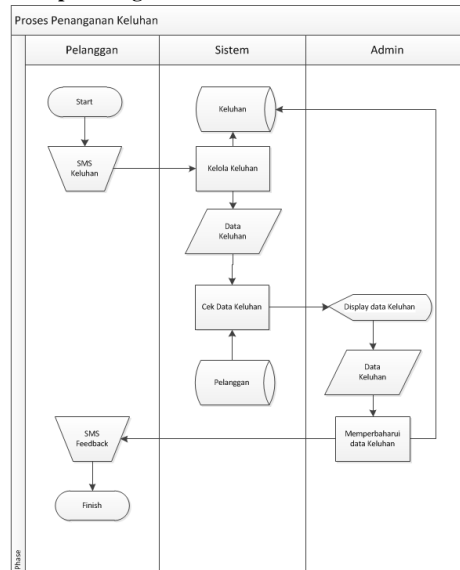 Proses Penanganan Keluhan
Pelanggan
Sistem
Admin
Start
Keluhan
SMS
Keluhan
Kelola Keluhan
Data
Keluhan
Cek Data Keluhan
Display data Keluhan
Pelanggan
Data
Keluhan
SMS
Feedback
Memperbaharui
data Keluhan
Finish
Phase